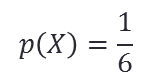 p(X) = 1/6